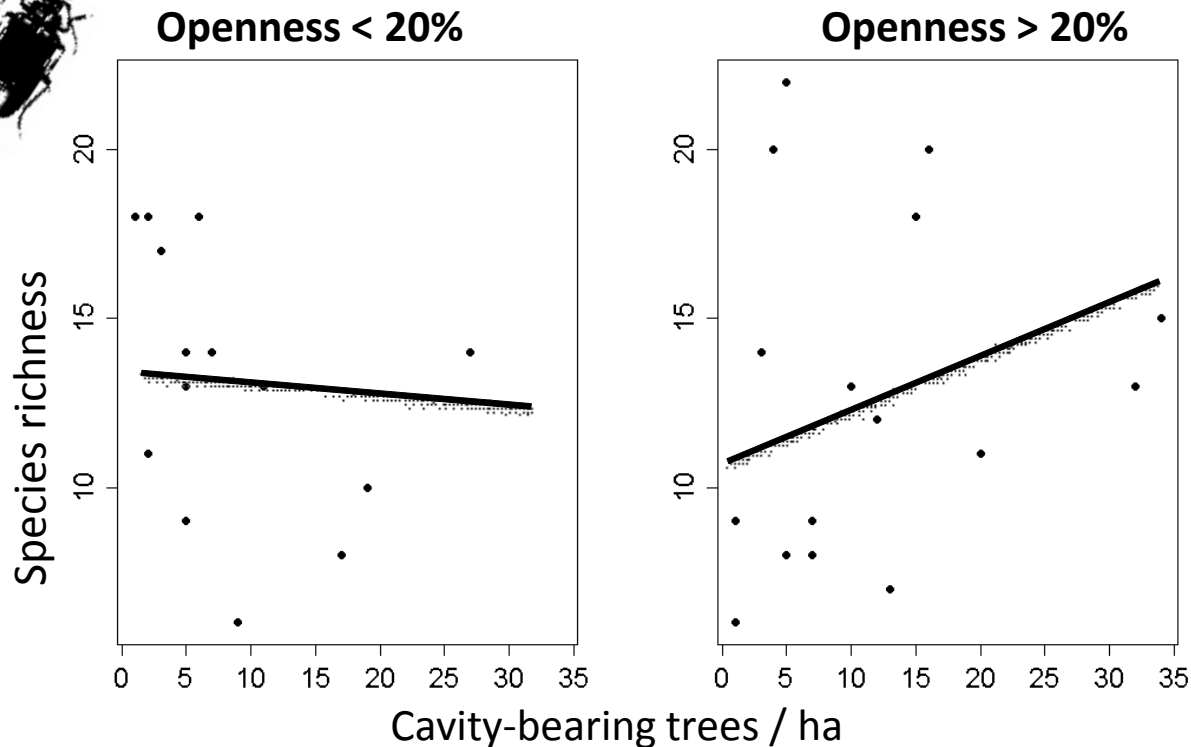 Openness < 20%
Openness > 20%
Species richness
20
15
10
20
15
10
0 5 10 15 20 25 30 35
0 5 10 15 20 25 30 35
Cavity-bearing trees / ha